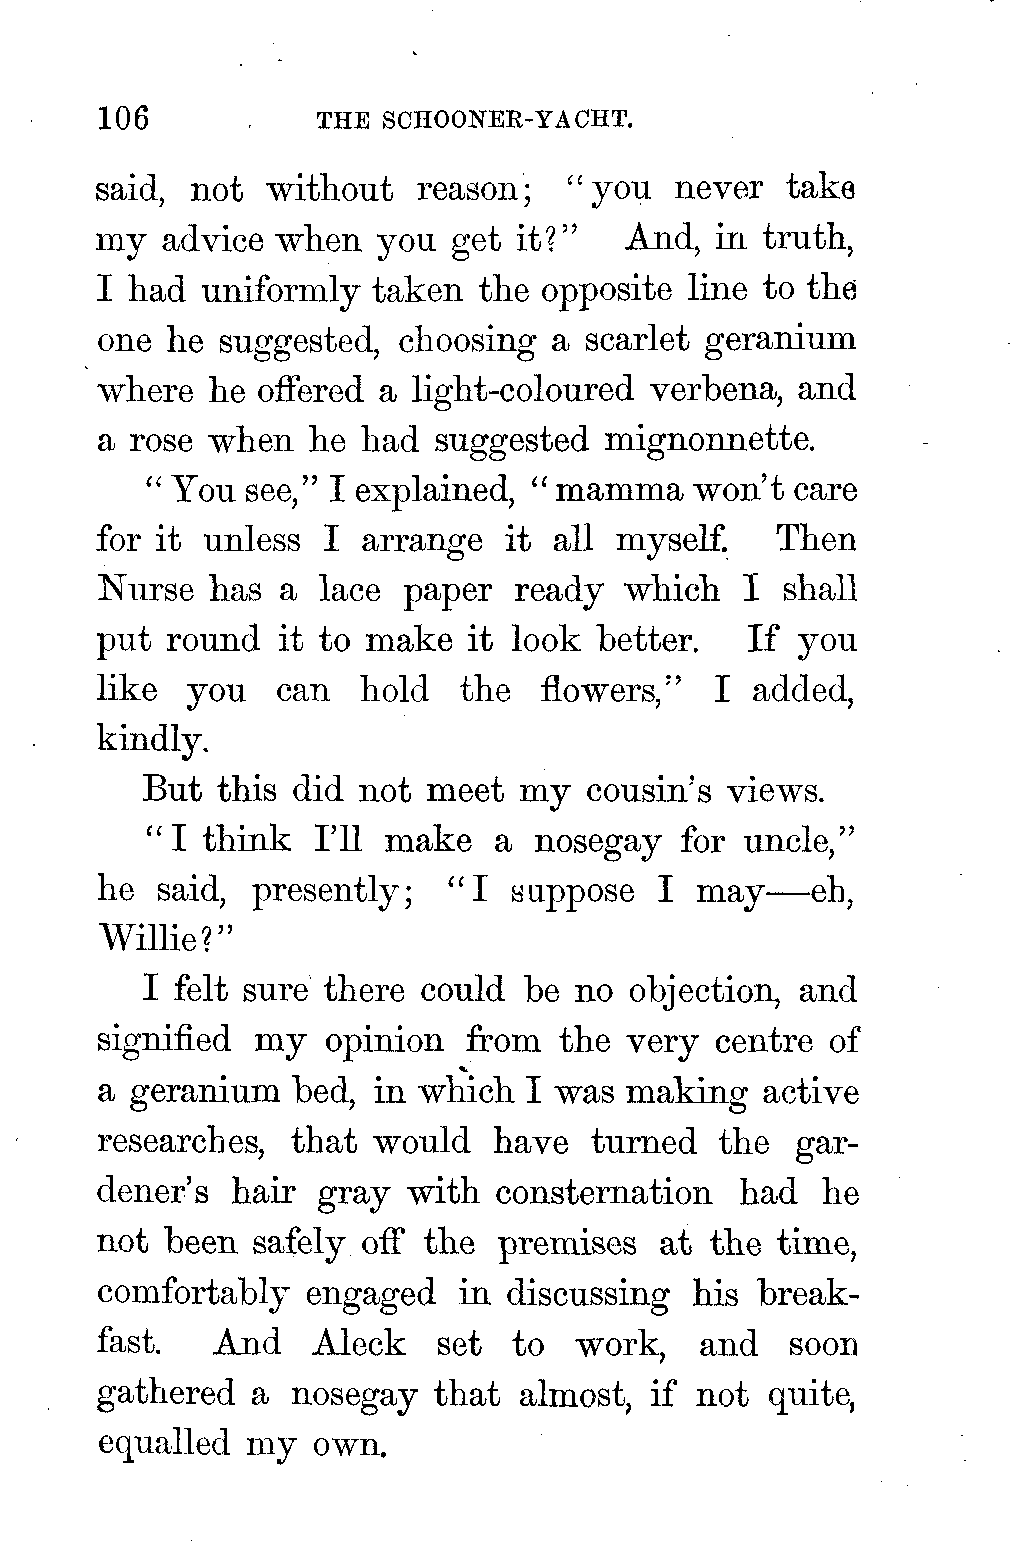 106 THE SCHOONER-YACHT.
said, not without reason; "you never take
my advice when you get it?" And, in truth,
I had uniformly taken the opposite line to the
one he suggested, choosing a scarlet geranium
where he offered a light-coloured verbena, and
a rose when he had suggested mignonnette.
"You see," I explained, "mamma won't care
for it unless I arrange it all myself. Then
Nurse has a lace paper ready which I shall
put round it to make it look better. If you
like you can hold the flowers," I added,
kindly.
But this did not meet my cousin's views.
"I think I'll make a nosegay for uncle,"
he said, presently; "I suppose I may—eh,
Willie?"
I felt sure there could be no objection, and
signified my opinion from the very centre of
a geranium bed, in which I was making active
researches, that would have turned the gar-
dener's hair gray with consternation had he
not been safely off the premises at the time,
comfortably engaged in discussing his break-
fast. And Aleck set to work, and soon
gathered a nosegay that almost, if not quite,
equalled my own.